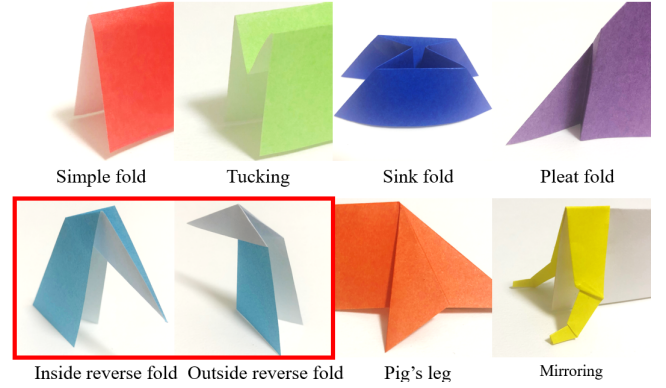 Simple fold
Tucking
Sink fold
Pleat fold
Inside reverse fold
Outside reverse fold
Pig's leg
Mirroring